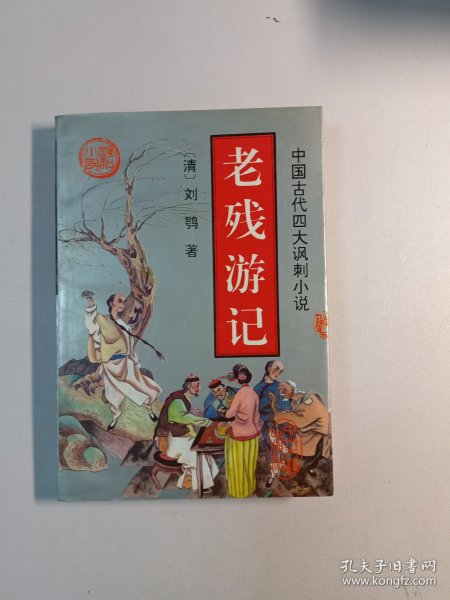 中国古代四大讽刺小说
老残游记
〔清〕刘鹗 著
孔夫子旧书网
www.kongfz.com